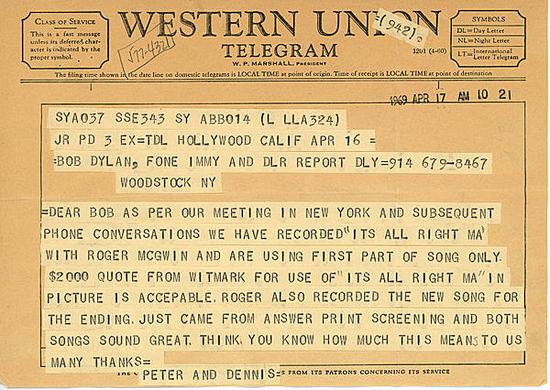 CLASS OF SERVICE
This is a fast message
unless its deferred char-
acter is indicated by the
proper symbol.
WESTERN UNION
TELEGRAM
W. P. MARSHALL, PRESIDENT
1201 (4-60)
=(942)=
SYMBOLS
DL=Day Letter
NL=Night Letter
LT=International Letter Telegram
The filing time shown in the date line on domestic telegrams is LOCAL TIME at point of origin. Time of receipt is LOCAL TIME at point of destination
1969 APR 17 AM 10 21
SYA037 SSE343 SY ABB014 (L LLA324)
JR PD 3 EX=TDL HOLLYWOOD CALIF APR 16 =
=BOB DYLAN, FONE IMMY AND DLR REPORT DLY=914 679-8467
WOODSTOCK NY
=DEAR BOB AS PER OUR MEETING IN NEW YORK AND SUBSEQUENT
PHONE CONVERSATIONS WE HAVE RECORDED "ITS ALL RIGHT MA'
WITH ROGER MCGWIN AND ARE USING FIRST PART OF SONG ONLY.
$2000 QUOTE FROM WITMARK FOR USE OF "ITS ALL RIGHT MA" IN
PICTURE IS ACCEPABLE. ROGER ALSO RECORDED THE NEW SONG FOR
THE ENDING. JUST CAME FROM ANSWER PRINT SCREENING AND BOTH
SONGS SOUND GREAT. THINK YOU KNOW HOW MUCH THIS MEANS TO US
MANY THANKS=
PETER AND DENNIS=
THE C
S FROM ITS PATRONS CONCERNING ITS SERVICE